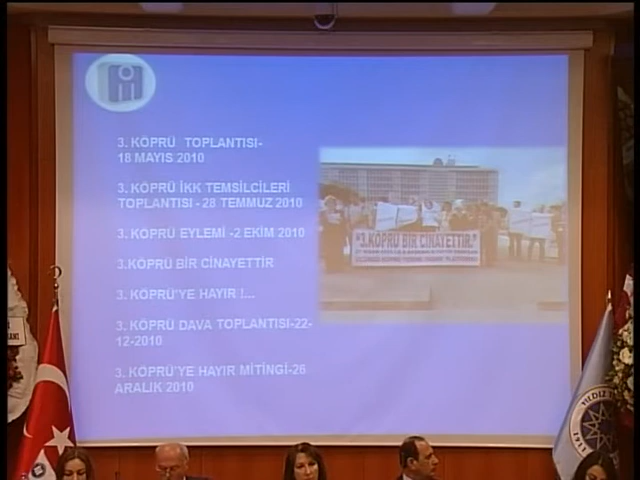 3. KÖPRÜ TOPLANTISI-
18 MAYIS 2010
3. KÖPRÜ İKK TEMSİLCİLERİ
TOPLANTISI - 28 TEMMUZ 2010
3. KÖPRÜ EYLEMİ -2 EKİM 2010
3.KÖPRÜ BİR CİNAYETTİR
3. KÖPRÜ'YE HAYIR !...
3. KÖPRÜ DAVA TOPLANTISI-22-
12-2010
3. KÖPRÜ'YE HAYIR MİTİNGİ-26
ARALIK 2010
"3.KÖPRÜ BİR CİNAYETTİR."
YILDIZ
1911